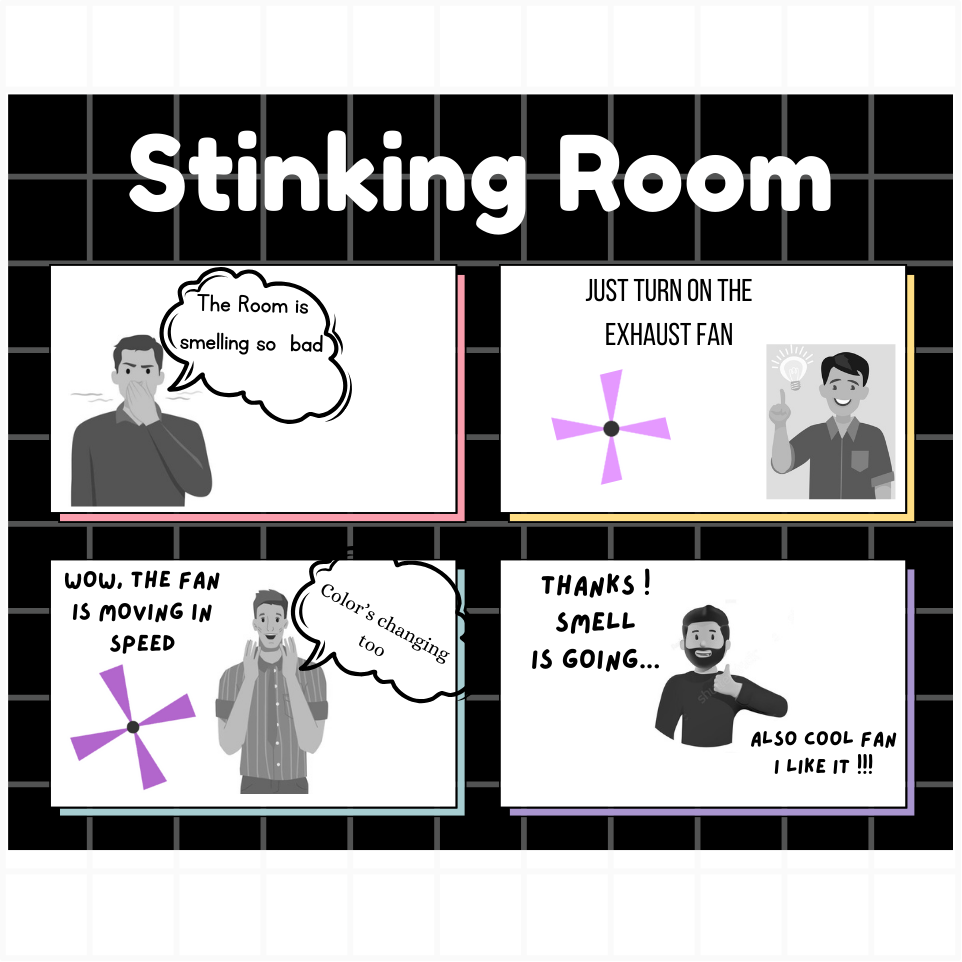 Stinking Room
The Room is
smelling so bad
JUST TURN ON THE
EXHAUST FAN
WOW, THE FAN
IS MOVING IN
SPEED
Color's changing
too
THANKS !
SMELL
IS GOING...
ALSO COOL FAN
I LIKE IT !!!